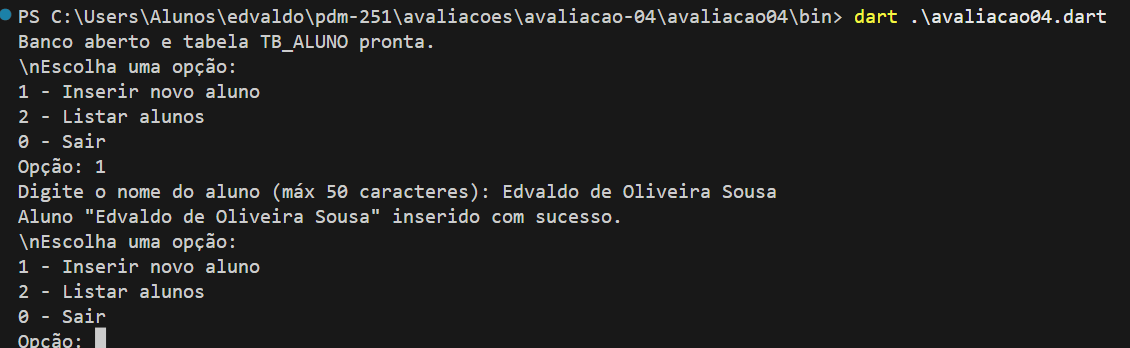 PS C:\Users\Alunos\edvaldo\pdm-251\avaliacoes\avaliacao-04\avaliacao04\bin> dart .\avaliacao04.dart
Banco aberto e tabela TB_ALUNO pronta.
\nEscolha uma opção:
1 - Inserir novo aluno
2 - Listar alunos
0 - Sair
Opção: 1
Digite o nome do aluno (máx 50 caracteres): Edvaldo de Oliveira Sousa
Aluno "Edvaldo de Oliveira Sousa" inserido com sucesso.
\nEscolha uma opção:
1 - Inserir novo aluno
2 - Listar alunos
0 - Sair
Opção: